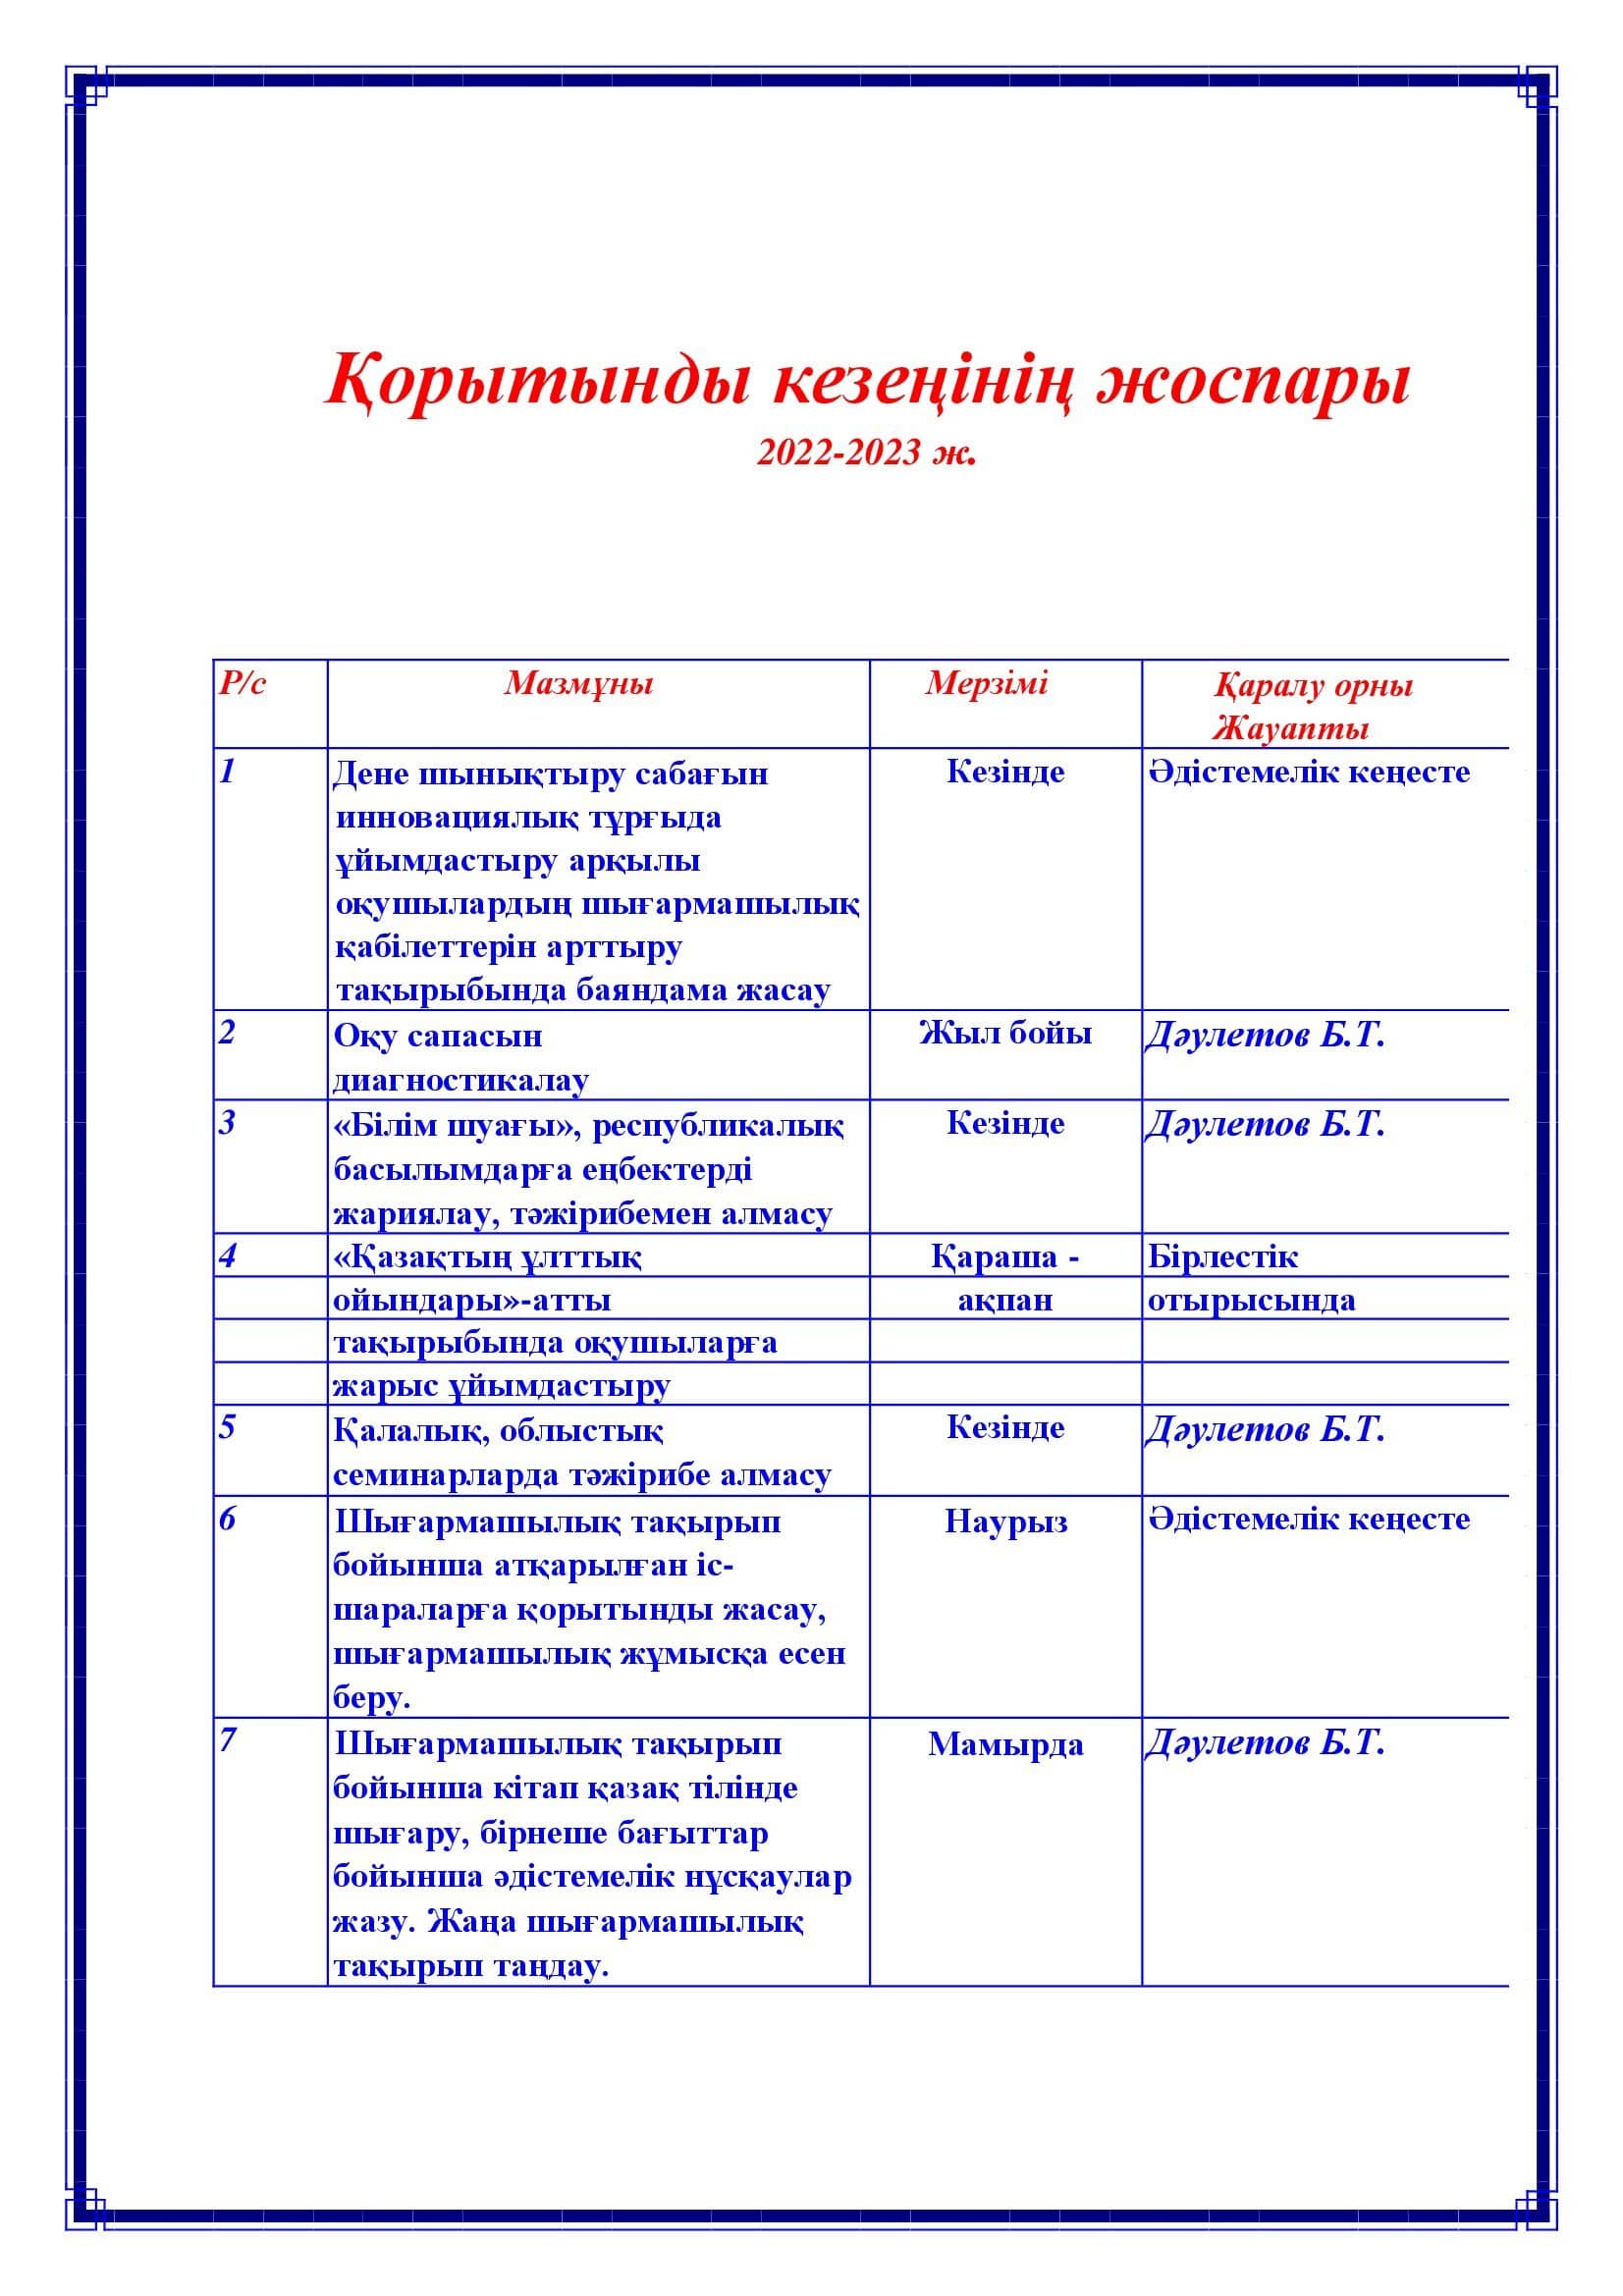 Қорытынды кезеңінің жоспары
2022-2023 ж.
Р/с Мазмұны Мерзімі Қаралу орны
Жауапты
1 Дене шынықтыру сабағын Кезінде Әдістемелік кеңесте
инновациялық тұрғыда
ұйымдастыру арқылы
оқушылардың шығармашылық
қабілеттерін арттыру
тақырыбында баяндама жасау
2 Оқу сапасын Жыл бойы Дәулетов Б.Т.
диагностикалау
3 «Білім шуағы», республикалық Кезінде Дәулетов Б.Т.
басылымдарға еңбектерді
жариялау, тәжірибемен алмасу
4 «Қазақтың ұлттық Қараша - Бірлестік
ойындары»-атты ақпан отырысында
тақырыбында оқушыларға
жарыс ұйымдастыру
5 Қалалық, облыстық Кезінде Дәулетов Б.Т.
семинарларда тәжірибе алмасу
6 Шығармашылық тақырып Наурыз Әдістемелік кеңесте
бойынша атқарылған іс-
шараларға қорытынды жасау,
шығармашылық жұмысқа есен
беру.
7 Шығармашылық тақырып Мамырда Дәулетов Б.Т.
бойынша кітап қазақ тілінде
шығару, бірнеше бағыттар
бойынша әдістемелік нұсқаулар
жазу. Жаңа шығармашылық
тақырып таңдау.